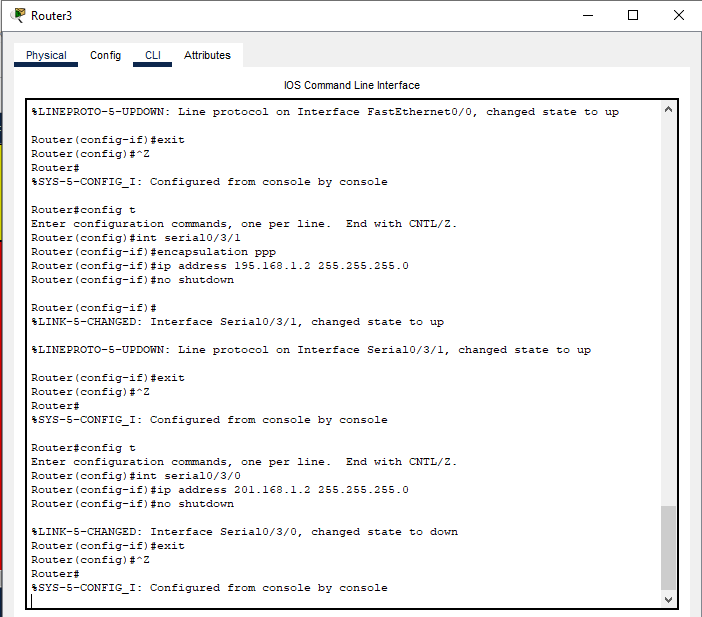 Router3
Physical Config CLI Attributes
IOS Command Line Interface
%LINEPROTO-5-UPDOWN: Line protocol on Interface FastEthernet0/0, changed state to up
Router(config-if)#exit
Router(config)#^Z
Router#
%SYS-5-CONFIG_I: Configured from console by console
Router#config t
Enter configuration commands, one per line.  End with CNTL/Z.
Router(config)#int serial0/3/1
Router(config-if)#encapsulation ppp
Router(config-if)#ip address 195.168.1.2 255.255.255.0
Router(config-if)#no shutdown
Router(config-if)#
%LINK-5-CHANGED: Interface Serial0/3/1, changed state to up
%LINEPROTO-5-UPDOWN: Line protocol on Interface Serial0/3/1, changed state to up
Router(config-if)#exit
Router(config)#^Z
Router#
%SYS-5-CONFIG_I: Configured from console by console
Router#config t
Enter configuration commands, one per line.  End with CNTL/Z.
Router(config)#int serial0/3/0
Router(config-if)#ip address 201.168.1.2 255.255.255.0
Router(config-if)#no shutdown
%LINK-5-CHANGED: Interface Serial0/3/0, changed state to down
Router(config-if)#exit
Router(config)#^Z
Router#
%SYS-5-CONFIG_I: Configured from console by console